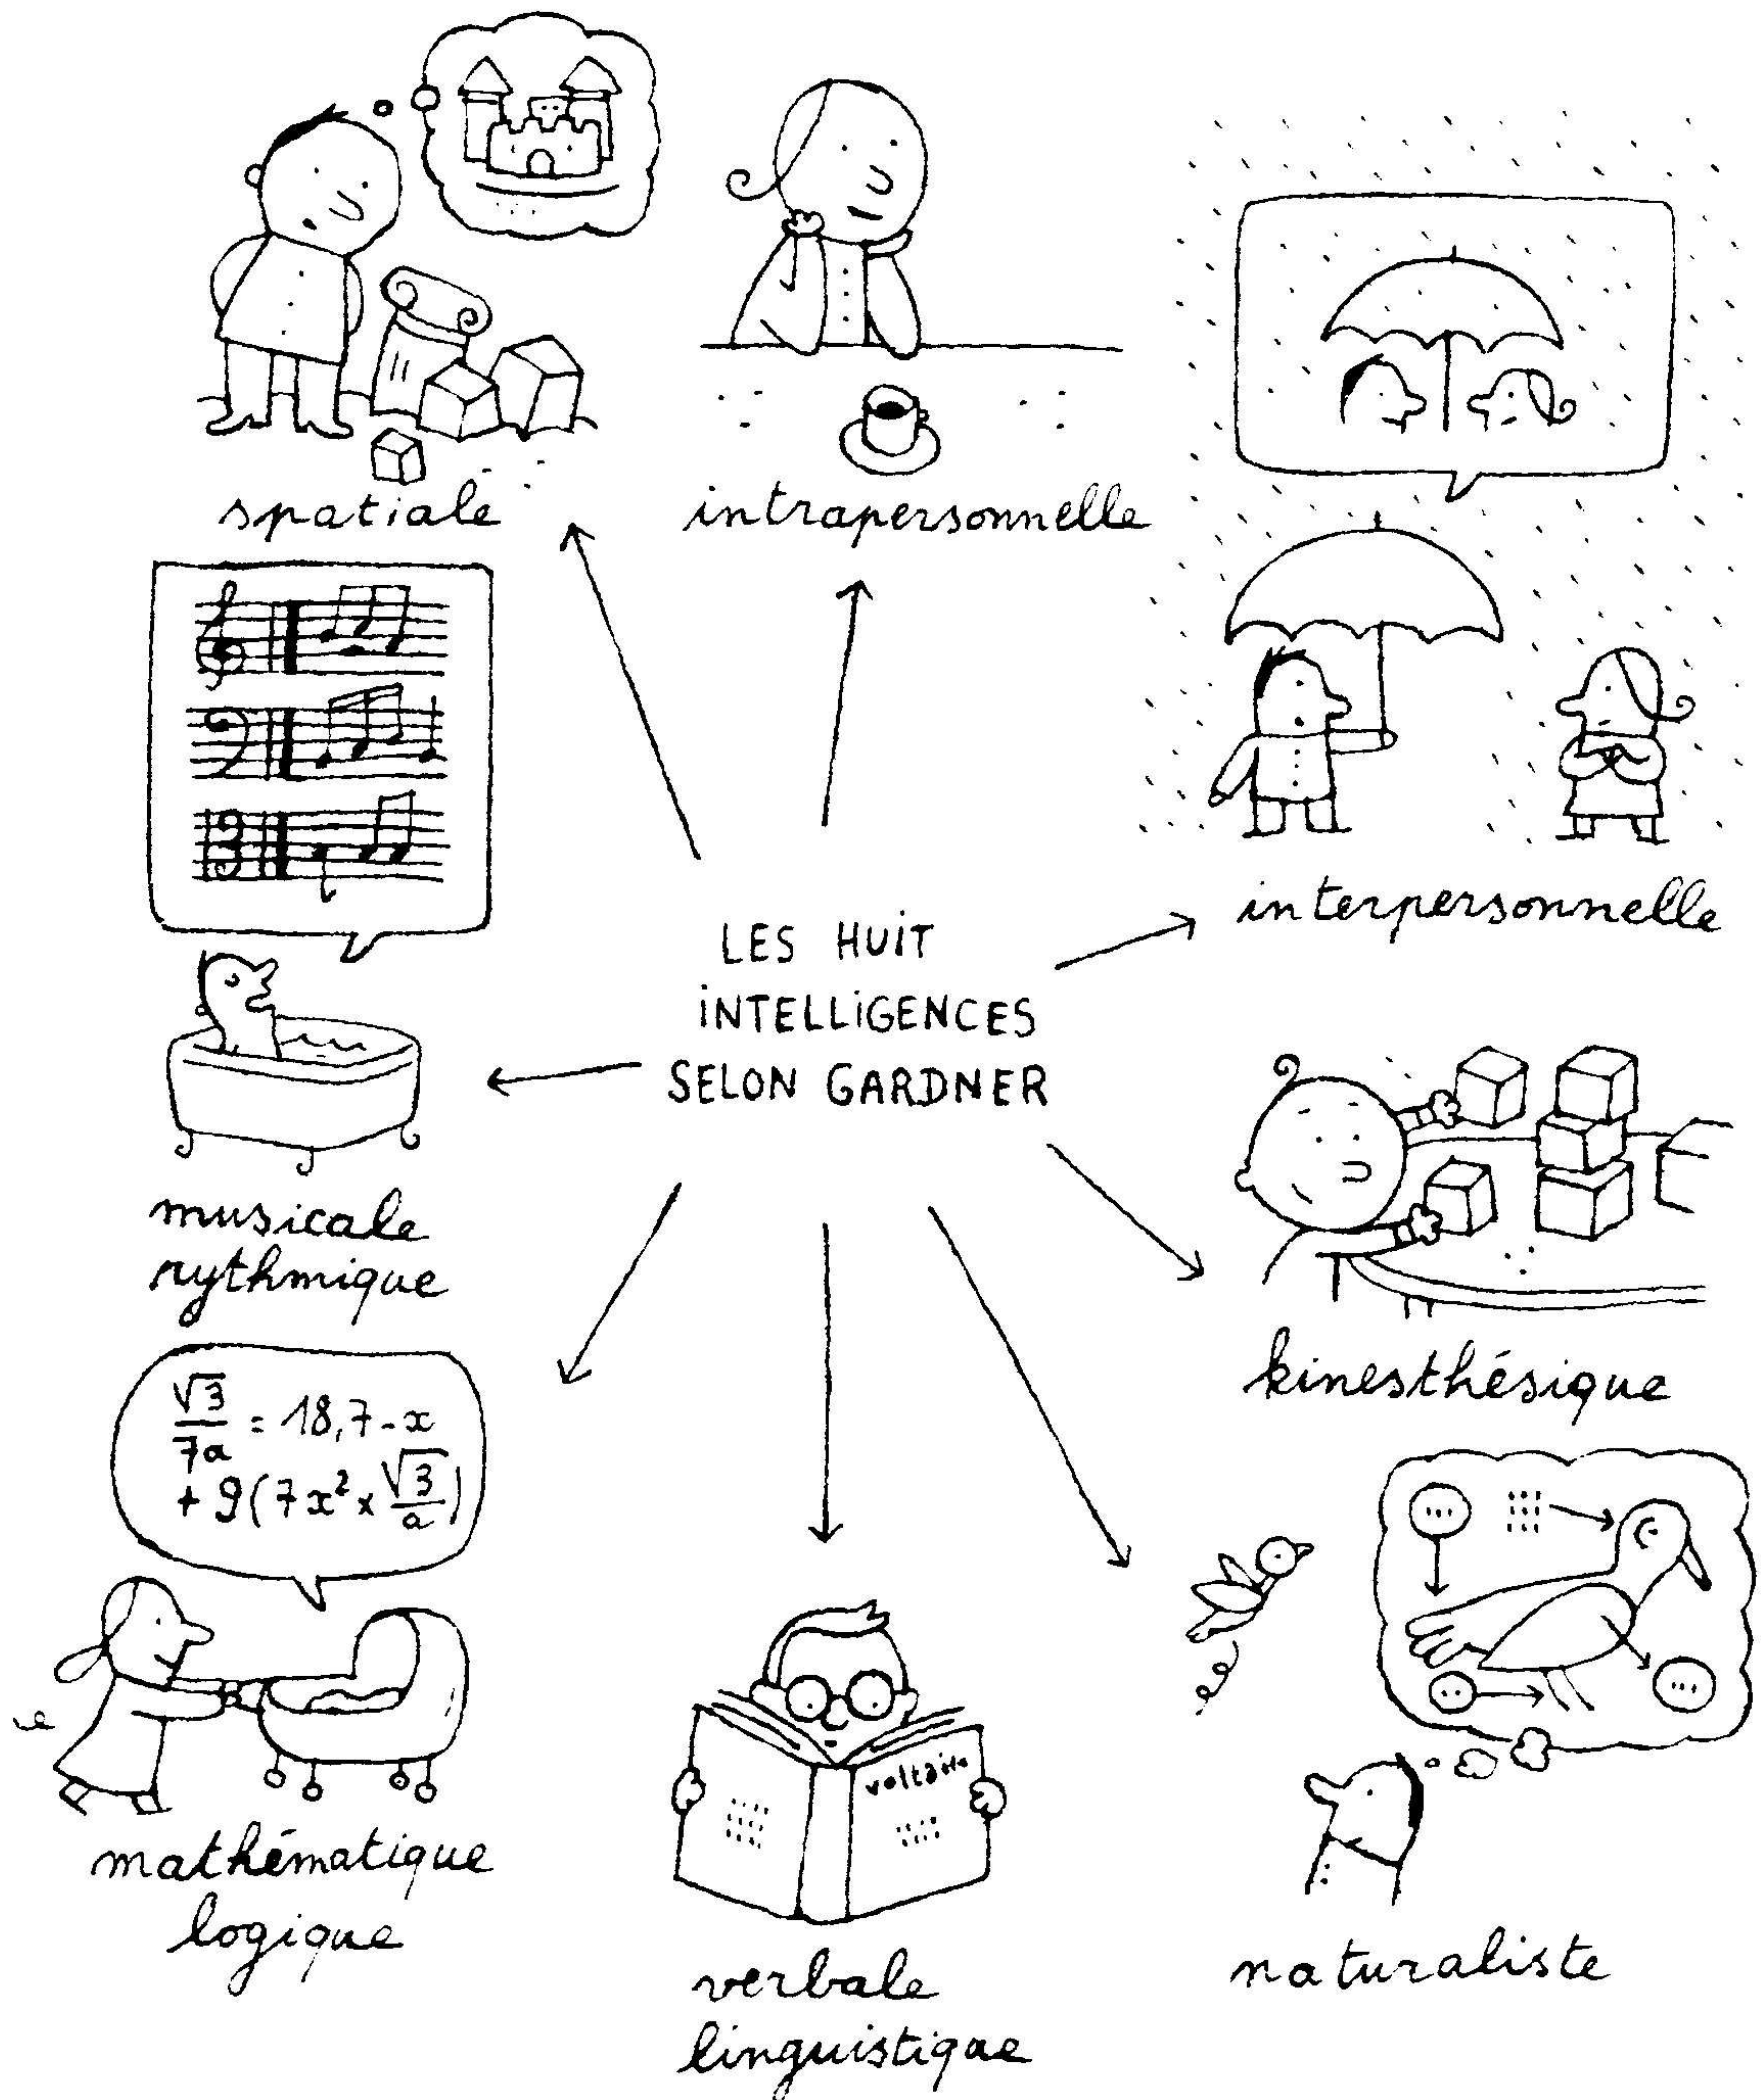 spatiale
intrapersonnelle
interpersonnelle
LES HUIT
INTELLIGENCES
SELON GARDNER
musicale
rythmique
kinesthésique
√3/7a = 18,7 - x
+ 9(7x² × √3/a)
mathématique
logique
voltaire
verbale
linguistique
naturaliste